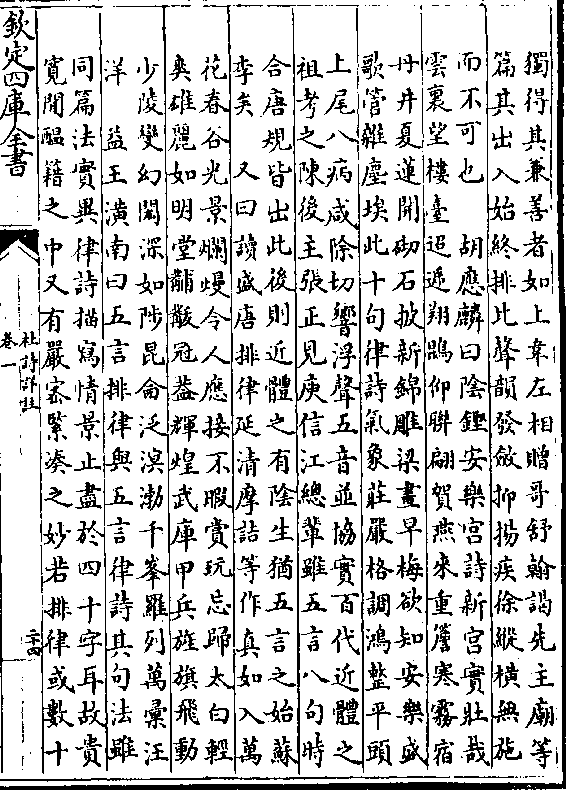 獨得其兼善者如上韋左相贈哥舒翰謁先主廟等
篇其出入始終排比聲韻發斂抑揚疾徐縱橫無施
而不可也　胡應麟曰陰鏗安樂宫詩新宫實壯哉
雲裏望樓臺迢遞翔鵾仰聯翩賀燕來重簷寒霧宿
丹井夏蓮開砌石披新錦雕梁畫早梅欲知安樂盛
歌管雜塵埃此十句律詩氣象莊嚴格調鴻整平頭
上尾八病咸除切響浮聲五音並協實百代近體之
祖考之陳後主張正見庾信江總輩雖五言八句時
合唐規皆出此後則近體之有陰生猶五言之始蘇
李矣　又曰讀盛唐排律延清摩詰等作真如入萬
花春谷光景爛熳令人應接不暇賞玩忘歸太白輕
爽雄麗如明堂黼黻冠葢輝煌武庫甲兵旌旗飛動
少陵變幻閎深如陟昆侖泛溟渤千峯羅列萬彙汪
洋　益王潢南曰五言排律與五言律詩其句法雖
同篇法實異律詩描寫情景止盡於四十字耳故貴
寛閒醖籍之中又有嚴密緊凑之妙若排律或數十
欽定四庫全書
杜詩詳註
卷一
二十四